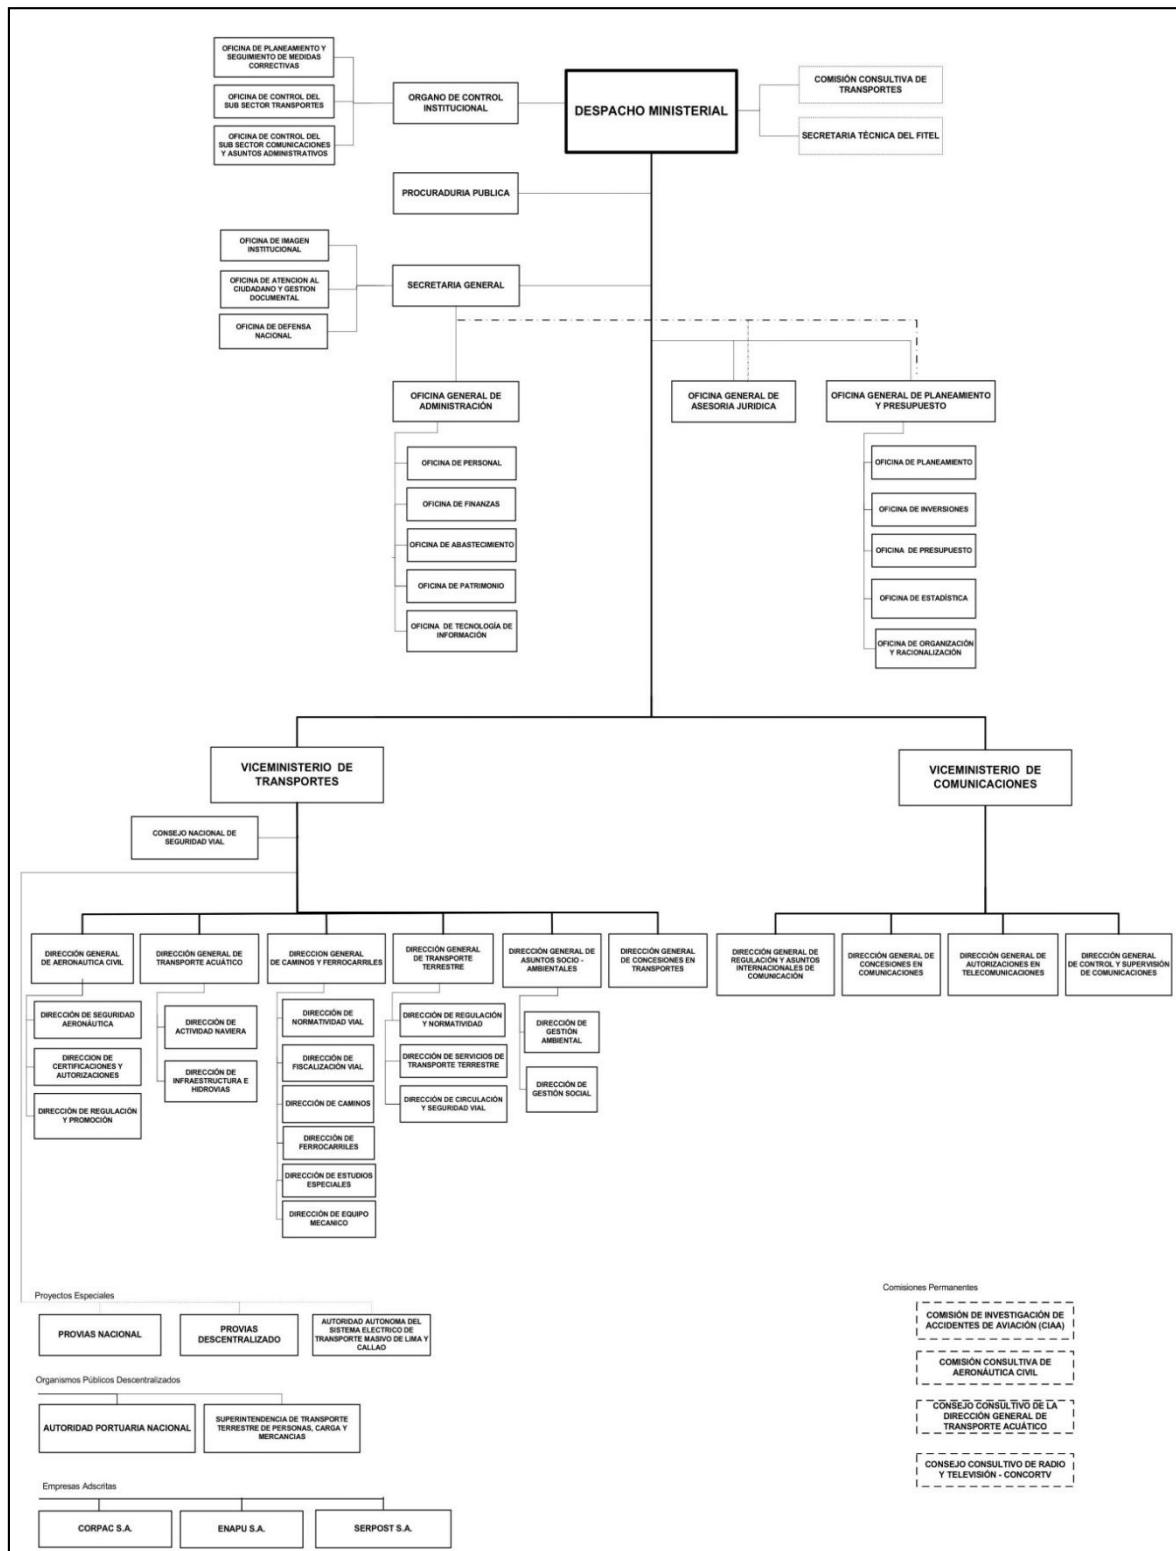 OFICINA DE PLANEAMIENTO Y
SEGUIMIENTO DE MEDIDAS
CORRECTIVAS
OFICINA DE CONTROL DEL
SUB SECTOR TRANSPORTES
OFICINA DE CONTROL DEL
SUB SECTOR COMUNICACIONES
Y ASUNTOS ADMINISTRATIVOS
ORGANO DE CONTROL
INSTITUCIONAL
DESPACHO MINISTERIAL
COMISIÓN CONSULTIVA DE
TRANSPORTES
SECRETARIA TÉCNICA DEL FITEL
PROCURADURIA PUBLICA
OFICINA DE IMAGEN
INSTITUCIONAL
OFICINA DE ATENCION AL
CIUDADANO Y GESTION
DOCUMENTAL
OFICINA DE DEFENSA
NACIONAL
SECRETARIA GENERAL
OFICINA GENERAL DE
ADMINISTRACIÓN
OFICINA GENERAL DE
ASESORIA JURIDICA
OFICINA GENERAL DE PLANEAMIENTO
Y PRESUPUESTO
OFICINA DE PERSONAL
OFICINA DE FINANZAS
OFICINA DE ABASTECIMIENTO
OFICINA DE PATRIMONIO
OFICINA DE TECNOLOGÍA DE
INFORMACIÓN
OFICINA DE PLANEAMIENTO
OFICINA DE INVERSIONES
OFICINA DE PRESUPUESTO
OFICINA DE ESTADÍSTICA
OFICINA DE ORGANIZACIÓN
Y RACIONALIZACIÓN
VICEMINISTERIO DE
TRANSPORTES
VICEMINISTERIO DE
COMUNICACIONES
CONSEJO NACIONAL DE
SEGURIDAD VIAL
DIRECCIÓN GENERAL
DE AERONAUTICA CIVIL
DIRECCIÓN GENERAL DE
TRANSPORTE ACUÁTICO
DIRECCION GENERAL
DE CAMINOS Y FERROCARRILES
DIRECCIÓN GENERAL
DE TRANSPORTE
TERRESTRE
DIRECCIÓN GENERAL DE
ASUNTOS SOCIO -
AMBIENTALES
DIRECCIÓN GENERAL
DE CONCESIONES EN
TRANSPORTES
DIRECCIÓN GENERAL DE
REGULACIÓN Y ASUNTOS
INTERNACIONALES DE
COMUNICACIÓN
DIRECCIÓN GENERAL DE
CONCESIONES EN
COMUNICACIONES
DIRECCIÓN GENERAL DE
AUTORIZACIONES EN
TELECOMUNICACIONES
DIRECCIÓN GENERAL
DE CONTROL Y SUPERVISIÓN
DE COMUNICACIONES
DIRECCIÓN DE SEGURIDAD
AERONÁUTICA
DIRECCION DE
CERTIFICACIONES Y
AUTORIZACIONES
DIRECCIÓN DE REGULACIÓN
Y PROMOCIÓN
DIRECCIÓN DE
ACTIVIDAD NAVIERA
DIRECCIÓN DE
INFRAESTRUCTURA E
HIDROVIAS
DIRECCIÓN DE
NORMATIVIDAD VIAL
DIRECCIÓN DE
FISCALIZACIÓN VIAL
DIRECCIÓN DE CAMINOS
DIRECCIÓN DE
FERROCARRILES
DIRECCIÓN DE ESTUDIOS
ESPECIALES
DIRECCIÓN DE EQUIPO
MECANICO
DIRECCIÓN DE REGULACIÓN
Y NORMATIVIDAD
DIRECCIÓN DE SERVICIOS DE
TRANSPORTE TERRESTRE
DIRECCIÓN DE CIRCULACIÓN
Y SEGURIDAD VIAL
DIRECCIÓN DE
GESTIÓN
AMBIENTAL
DIRECCIÓN DE
GESTIÓN SOCIAL
Proyectos Especiales
PROVIAS NACIONAL
PROVIAS
DESCENTRALIZADO
AUTORIDAD AUTONOMA DEL
SISTEMA ELECTRICO DE
TRANSPORTE MASIVO DE LIMA Y
CALLAO
Organismos Públicos Descentralizados
AUTORIDAD PORTUARIA NACIONAL
SUPERINTENDENCIA DE TRANSPORTE
TERRESTRE DE PERSONAS, CARGA Y
MERCANCIAS
Empresas Adscritas
CORPAC S.A.
ENAPU S.A.
SERPOST S.A.
Comisiones Permanentes
COMISIÓN DE INVESTIGACIÓN DE
ACCIDENTES DE AVIACIÓN (CIAA)
COMISIÓN CONSULTIVA DE
AERONÁUTICA CIVIL
CONSEJO CONSULTIVO DE LA
DIRECCIÓN GENERAL DE
TRANSPORTE ACUÁTICO
CONSEJO CONSULTIVO DE RADIO
Y TELEVISIÓN - CONCORTV